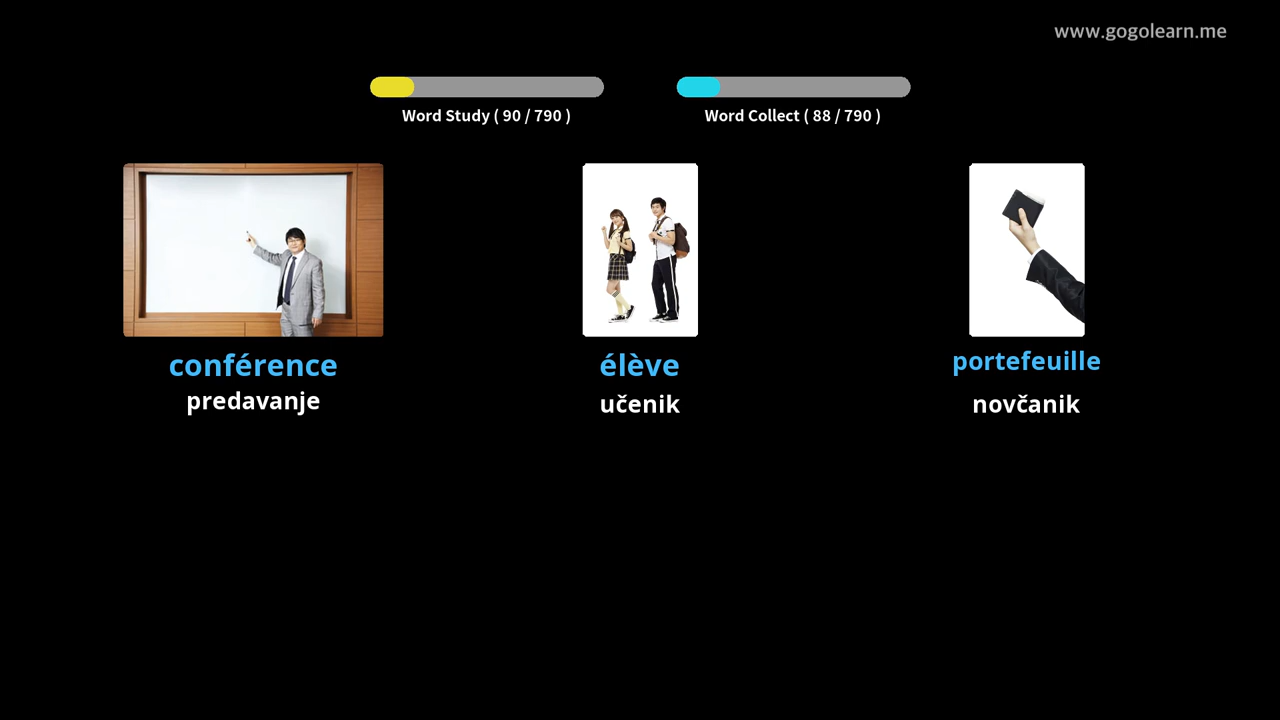 www.gogolearn.me
Word Study ( 90 / 790 )
Word Collect ( 88 / 790 )
conférence
predavanje
élève
učenik
portefeuille
novčanik